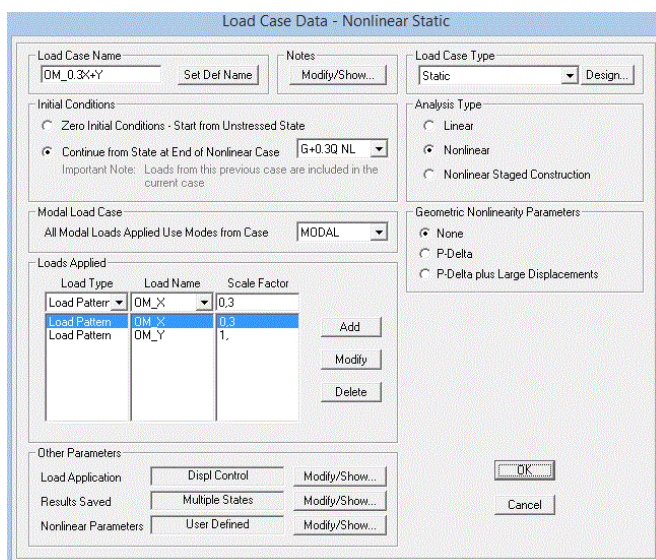 Load Case Data - Nonlinear Static
Load Case Name
OM_0.3X+Y
Set Def Name
Notes
Modify/Show...
Load Case Type
Static
Design...
Initial Conditions
Zero Initial Conditions - Start from Unstressed State
Continue from State at End of Nonlinear Case
G+0.3Q NL
Important Note: Loads from this previous case are included in the
current case
Analysis Type
Linear
Nonlinear
Nonlinear Staged Construction
Modal Load Case
All Modal Loads Applied Use Modes from Case
MODAL
Geometric Nonlinearity Parameters
None
P-Delta
P-Delta plus Large Displacements
Loads Applied
Load Type Load Name Scale Factor
Load Pattern OM_X 0,3
Load Pattern OM_X 0,3
Load Pattern OM_Y 1,
Add
Modify
Delete
Other Parameters
Load Application Displ Control Modify/Show...
Results Saved Multiple States Modify/Show...
Nonlinear Parameters User Defined Modify/Show...
OK
Cancel